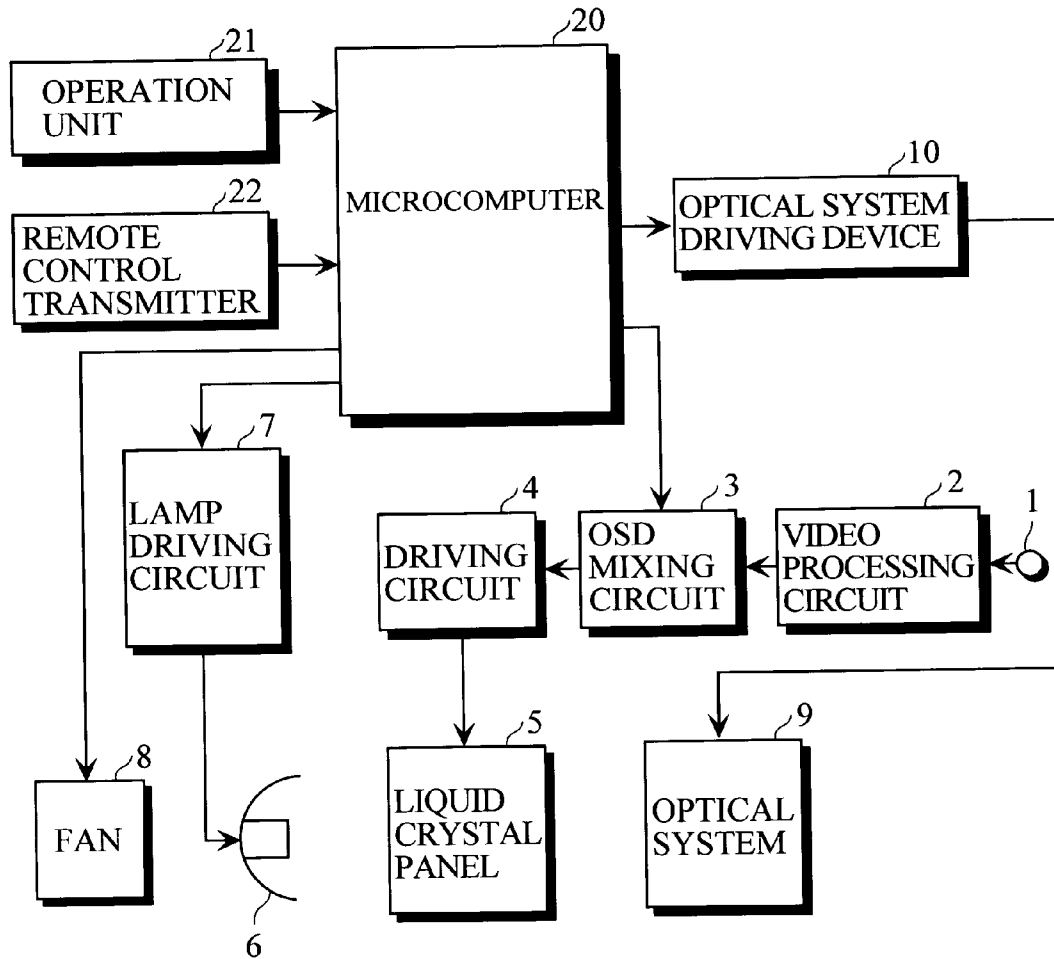 20
21
OPERATION
UNIT
MICROCOMPUTER
22
REMOTE
CONTROL
TRANSMITTER
10
OPTICAL SYSTEM
DRIVING DEVICE
7
LAMP
DRIVING
CIRCUIT
4
DRIVING
CIRCUIT
3
OSD
MIXING
CIRCUIT
2
VIDEO
PROCESSING
CIRCUIT
1
8
FAN
6
5
LIQUID
CRYSTAL
PANEL
9
OPTICAL
SYSTEM